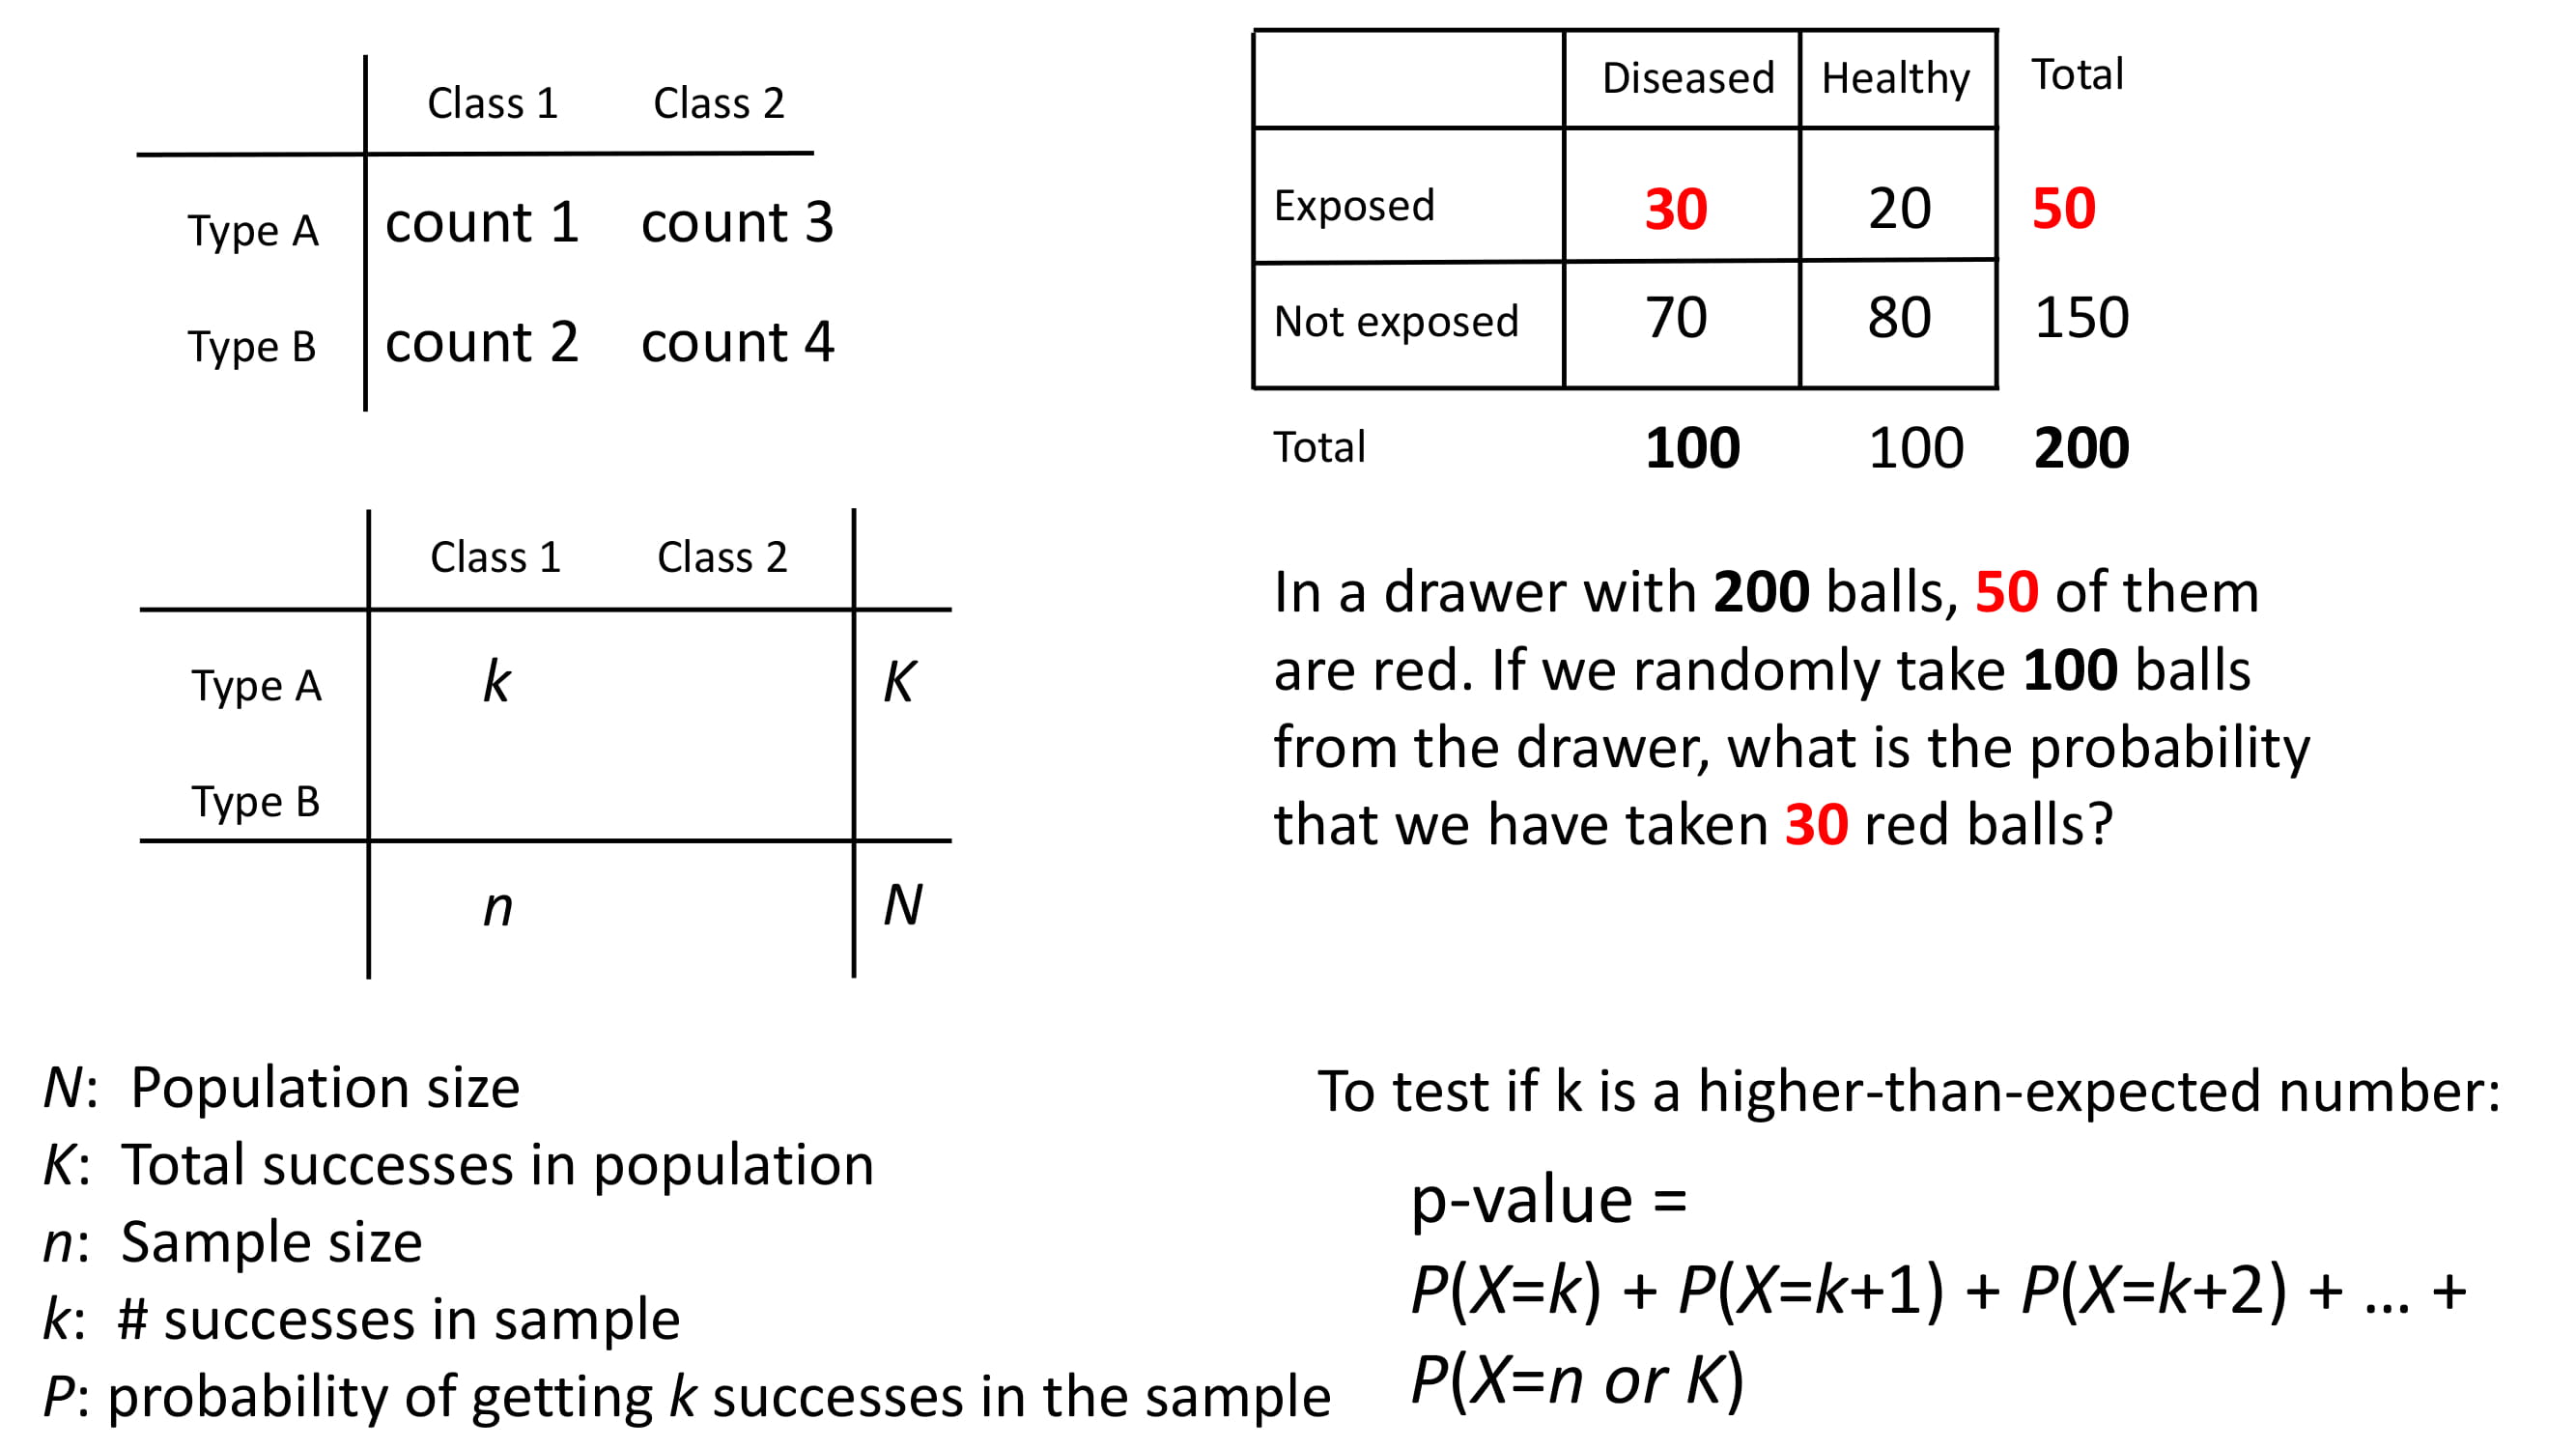 Class 1 Class 2
Type A count 1 count 3
Type B count 2 count 4
Diseased Healthy Total
Exposed 30 20 50
Not exposed 70 80 150
Total 100 100 200
Class 1 Class 2
Type A k K
Type B
n N
In a drawer with 200 balls, 50 of them
are red. If we randomly take 100 balls
from the drawer, what is the probability
that we have taken 30 red balls?
N: Population size
K: Total successes in population
n: Sample size
k: # successes in sample
P: probability of getting k successes in the sample
To test if k is a higher-than-expected number:
p-value =
P(X=k) + P(X=k+1) + P(X=k+2) + ... +
P(X=n or K)